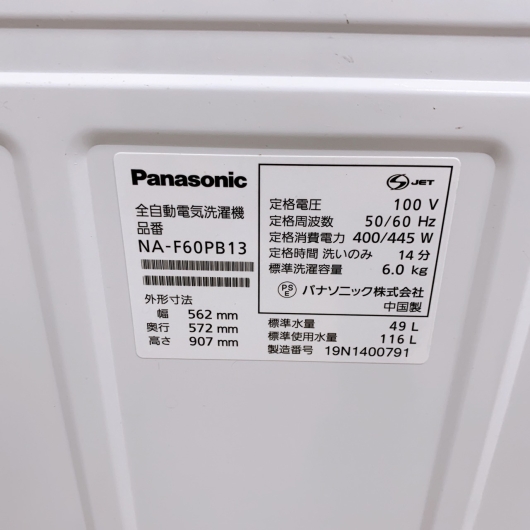 Panasonic
全自動電気洗濯機
品番
NA-F60PB13
外形寸法
幅 562 mm
奥行 572 mm
高さ 907 mm
S JET
定格電圧 100 V
定格周波数 50/60 Hz
定格消費電力 400/445 W
定格時間 洗いのみ 14分
標準洗濯容量 6.0 kg
PS E パナソニック株式会社
中国製
標準水量 49 L
標準使用水量 116 L
製造番号 19N1400791